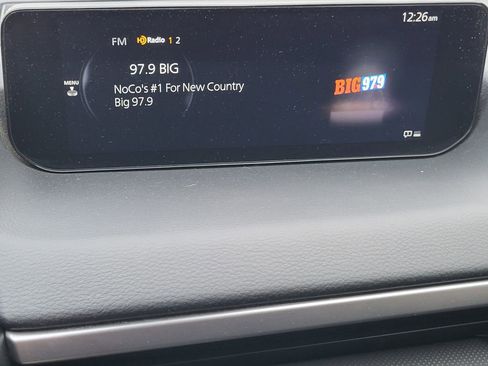 12:26am
FM HD Radio 1 2
97.9 BIG
MENU
NoCo's #1 For New Country
Big 97.9
BIG 979